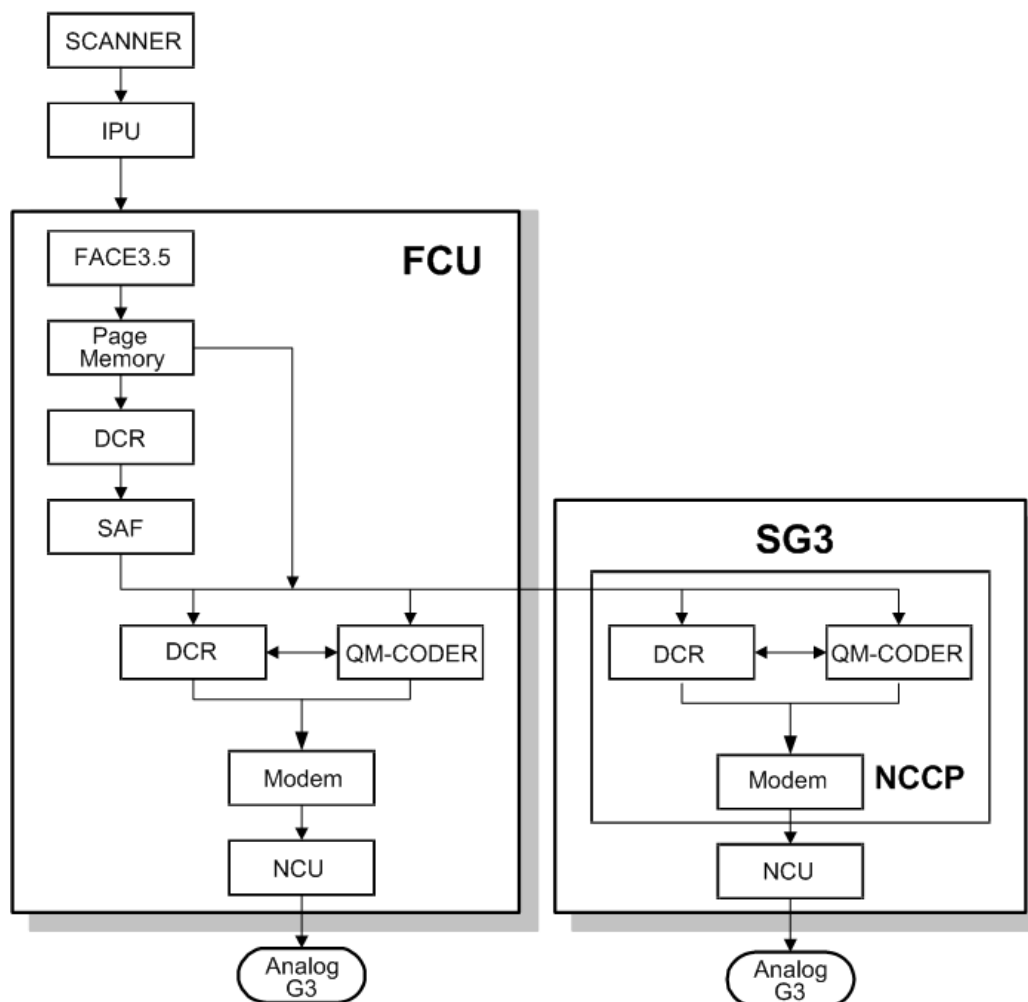 SCANNER
IPU
FCU
FACE3.5
Page
Memory
DCR
SAF
SG3
DCR
QM-CODER
DCR
QM-CODER
Modem
Modem
NCCP
NCU
NCU
Analog
G3
Analog
G3